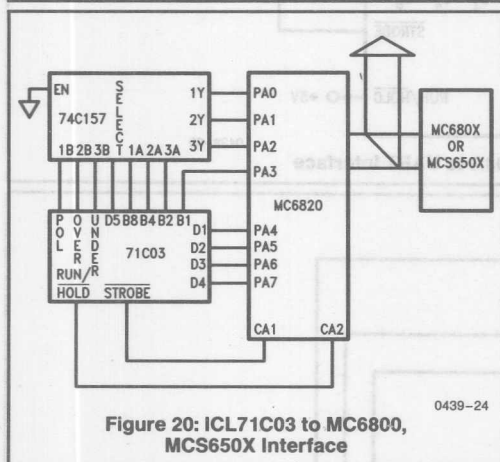 EN
SELECT
1Y
PA0
74C157
2Y
PA1
3Y
PA2
1B 2B 3B 1A 2A 3A
PA3
MC680X
OR
MCS650X
MC6820
POL
OVER
UNDER
D5 B8 B4 B2 B1
D1
PA4
71C03
D2
PA5
RUN/
D3
PA6
HOLD
STROBE
D4
PA7
CA1
CA2
0439–24
Figure 20: ICL71C03 to MC6800,
MCS650X Interface